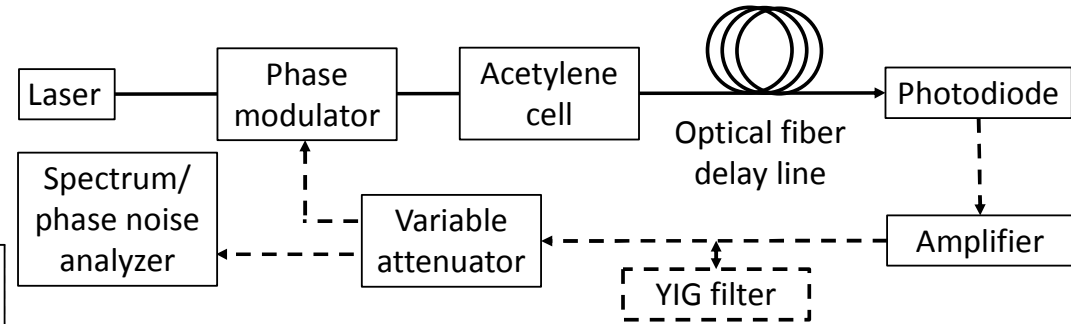 Laser
Phase
modulator
Acetylene
cell
Optical fiber
delay line
Photodiode
Spectrum/
phase noise
analyzer
Variable
attenuator
YIG filter
Amplifier